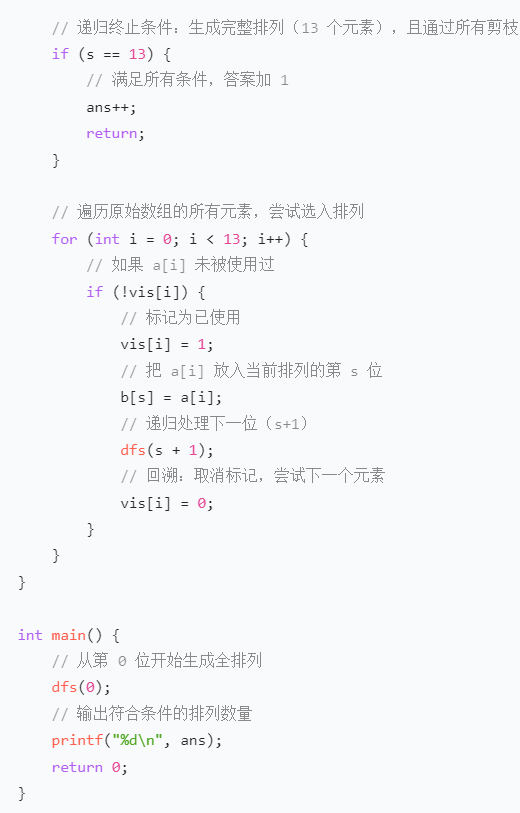 // 递归终止条件: 生成完整排列（13 个元素）, 且通过所有剪枝
if (s == 13) {
// 满足所有条件, 答案加 1
ans++;
return;
}
// 遍历原始数组的所有元素, 尝试选入排列
for (int i = 0; i < 13; i++) {
// 如果 a[i] 未被使用过
if (!vis[i]) {
// 标记为已使用
vis[i] = 1;
// 把 a[i] 放入当前排列的第 s 位
b[s] = a[i];
// 递归处理下一位（s+1）
dfs(s + 1);
// 回溯: 取消标记, 尝试下一个元素
vis[i] = 0;
}
}
}
int main() {
// 从第 0 位开始生成全排列
dfs(0);
// 输出符合条件的排列数量
printf("%d\n", ans);
return 0;
}